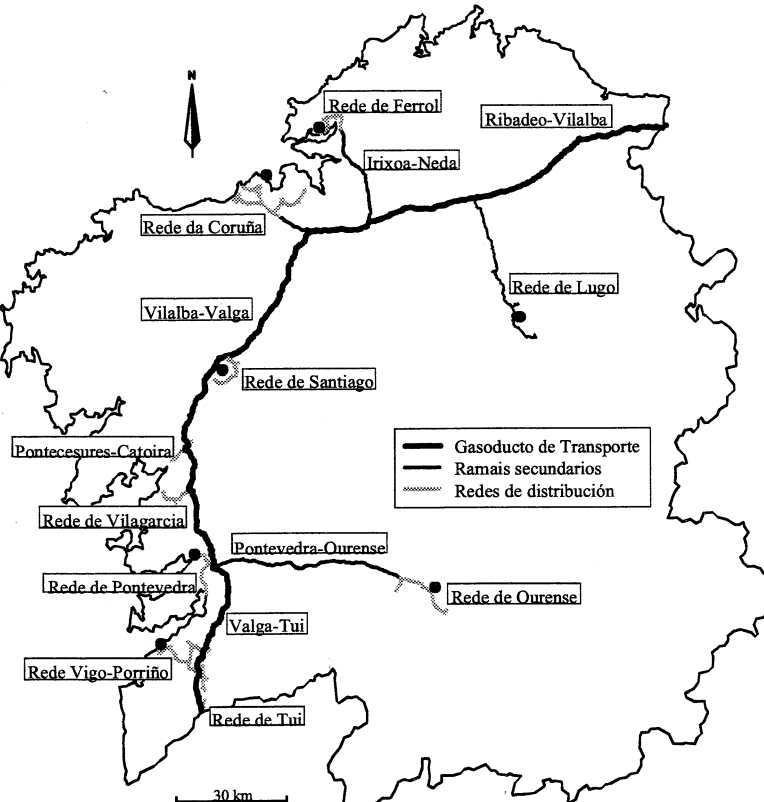 N
Rede de Ferrol
Ribadeo-Vilalba
Irixoa-Neda
Rede da Coruña
Rede de Lugo
Vilalba-Valga
Rede de Santiago
Pontecesures-Catoira
Gasoducto de Transporte
Ramais secundarios
Redes de distribución
Rede de Vilagarcia
Pontevedra-Ourense
Rede de Pontevedra
Rede de Ourense
Valga-Tui
Rede Vigo-Porriño
Rede de Tui
30 km